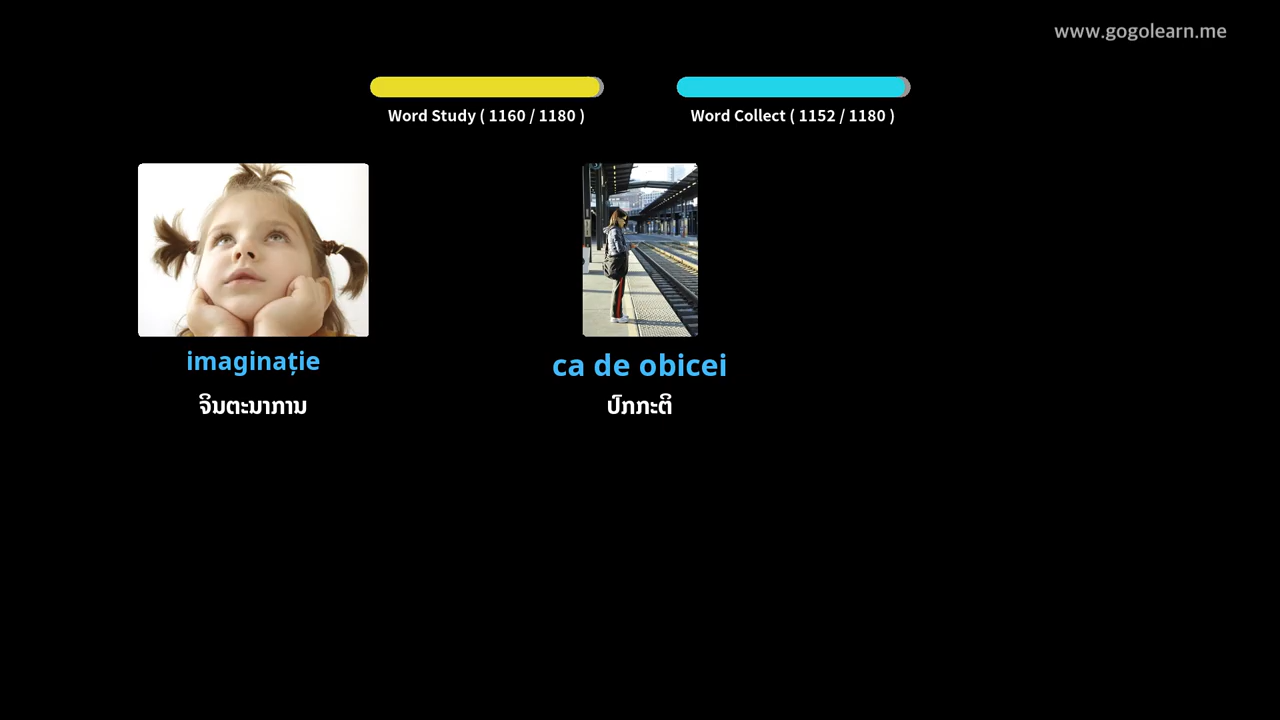 www.gogolearn.me
Word Study ( 1160 / 1180 )
Word Collect ( 1152 / 1180 )
imaginație
ຈິນຕະນາການ
ca de obicei
ປົກກະຕິ